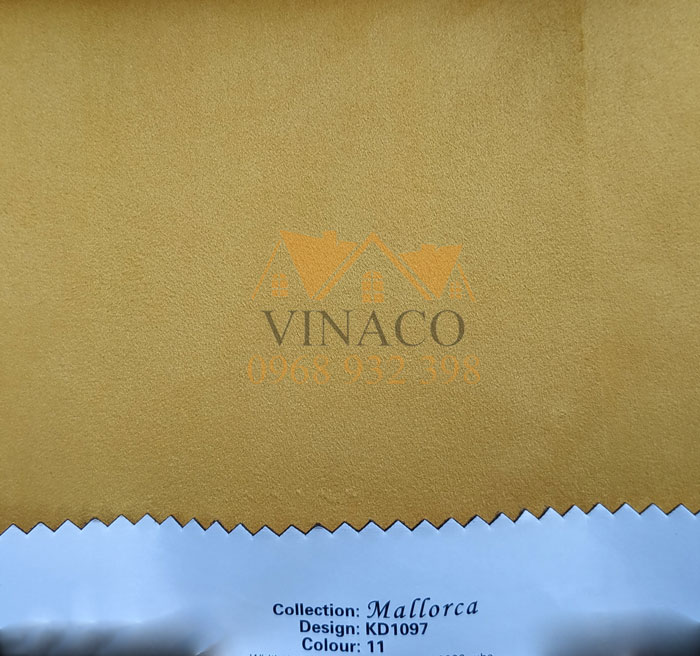 VINACO
0968 932 398
Collection: Mallorca
Design: KD1097
Colour: 11